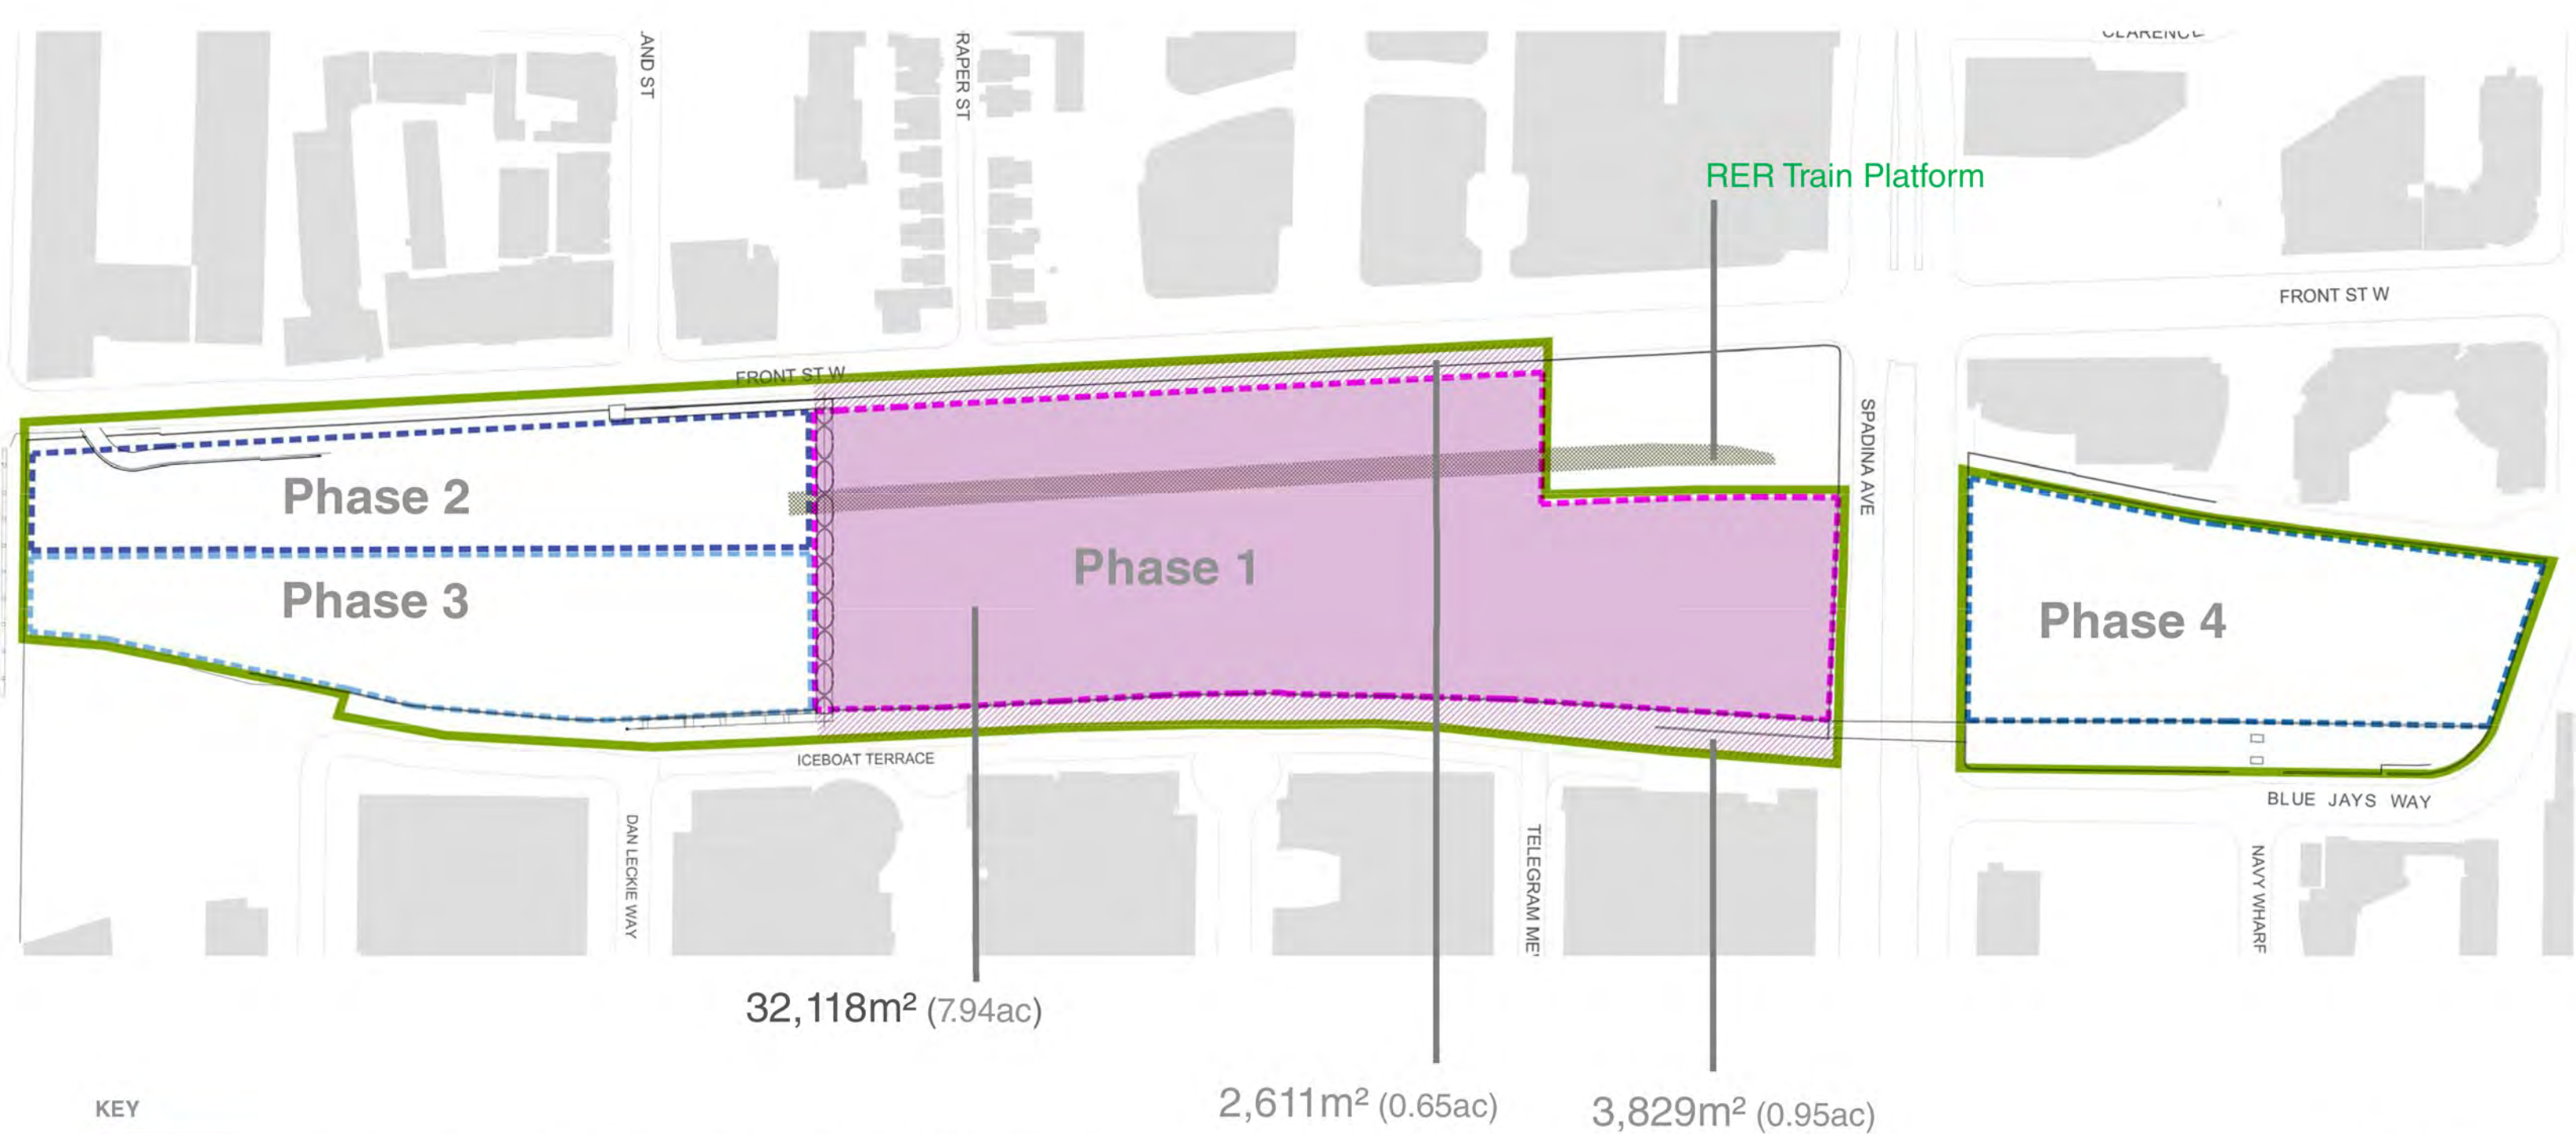 AND ST
RAPER ST
CLARENC
RER Train Platform
FRONT ST W
FRONT ST W
SPADINA AVE
Phase 2
Phase 1
Phase 3
Phase 4
ICEBOAT TERRACE
BLUE JAYS WAY
DAN LECKIE WAY
TELEGRAM ME
NAVY WHARF
32,118m² (7.94ac)
2,611m² (0.65ac)
3,829m² (0.95ac)
KEY